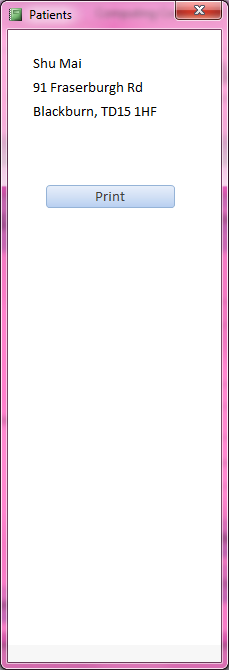 Patients
Shu Mai
91 Fraserburgh Rd
Blackburn, TD15 1HF
Print